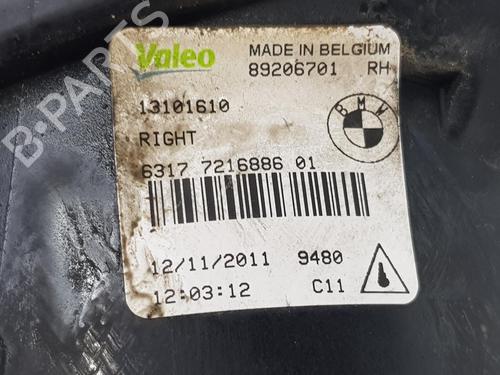 Valeo
MADE IN BELGIUM
89206701 RH
13101610
BMW
RIGHT
6317 7216886 01
12/11/2011 9480
12:03:12 C11
B-PARTS